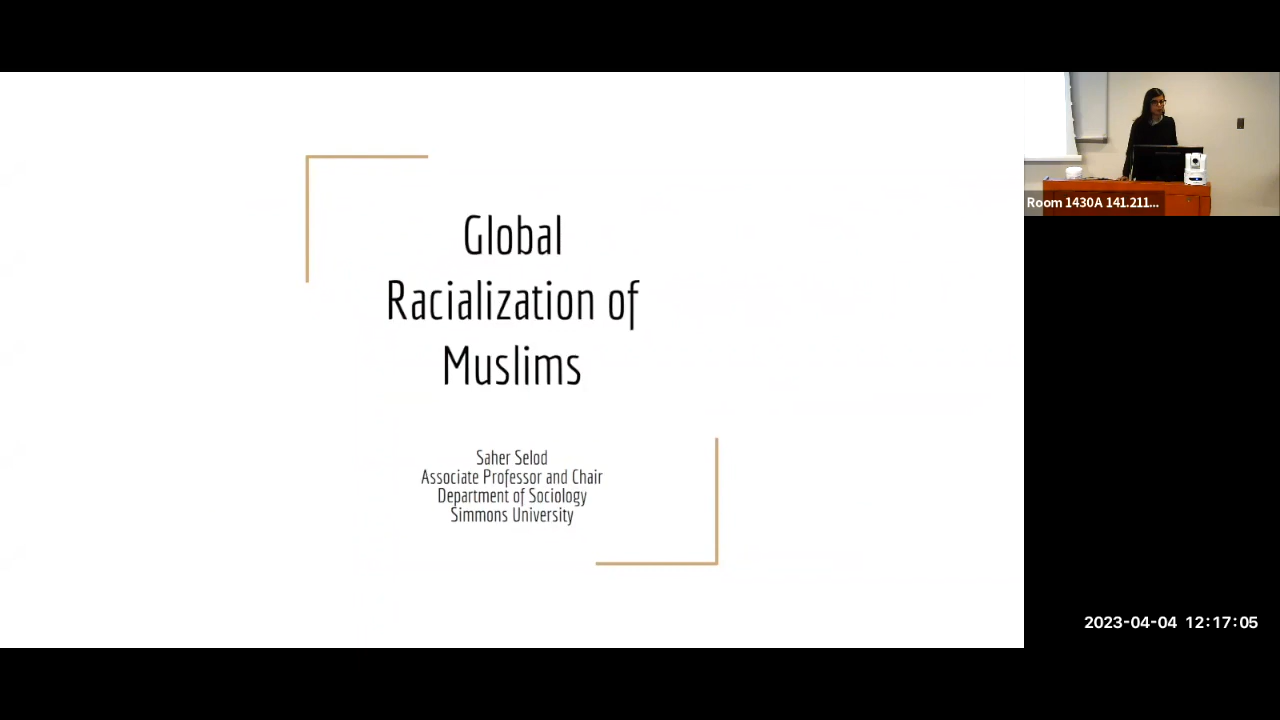 Global
Racialization of
Muslims
Saher Selod
Associate Professor and Chair
Department of Sociology
Simmons University
Room 1430A 141.211...
2023-04-04 12:17:05